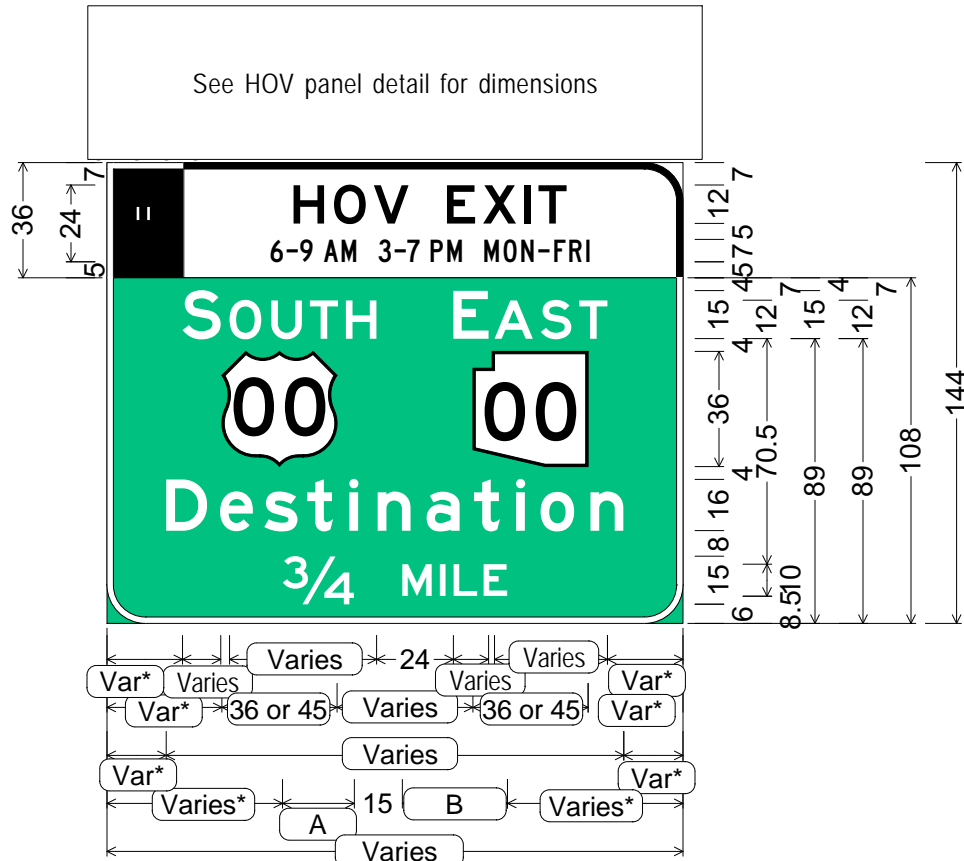 See HOV panel detail for dimensions
HOV EXIT
6-9 AM 3-7 PM MON-FRI
SOUTH EAST
00 00
Destination
3/4 MILE
36
7
24
5
7
12
5
7
5
4
15
4
36
4
16
8
15
6
7
12
70.5
10
8.5
4
15
89
7
12
89
108
144
Varies 24 Varies
Var* Varies Varies Var*
Var* 36 or 45 Varies 36 or 45 Var*
Varies
Var* Var*
Varies* 15 B Varies*
A
Varies